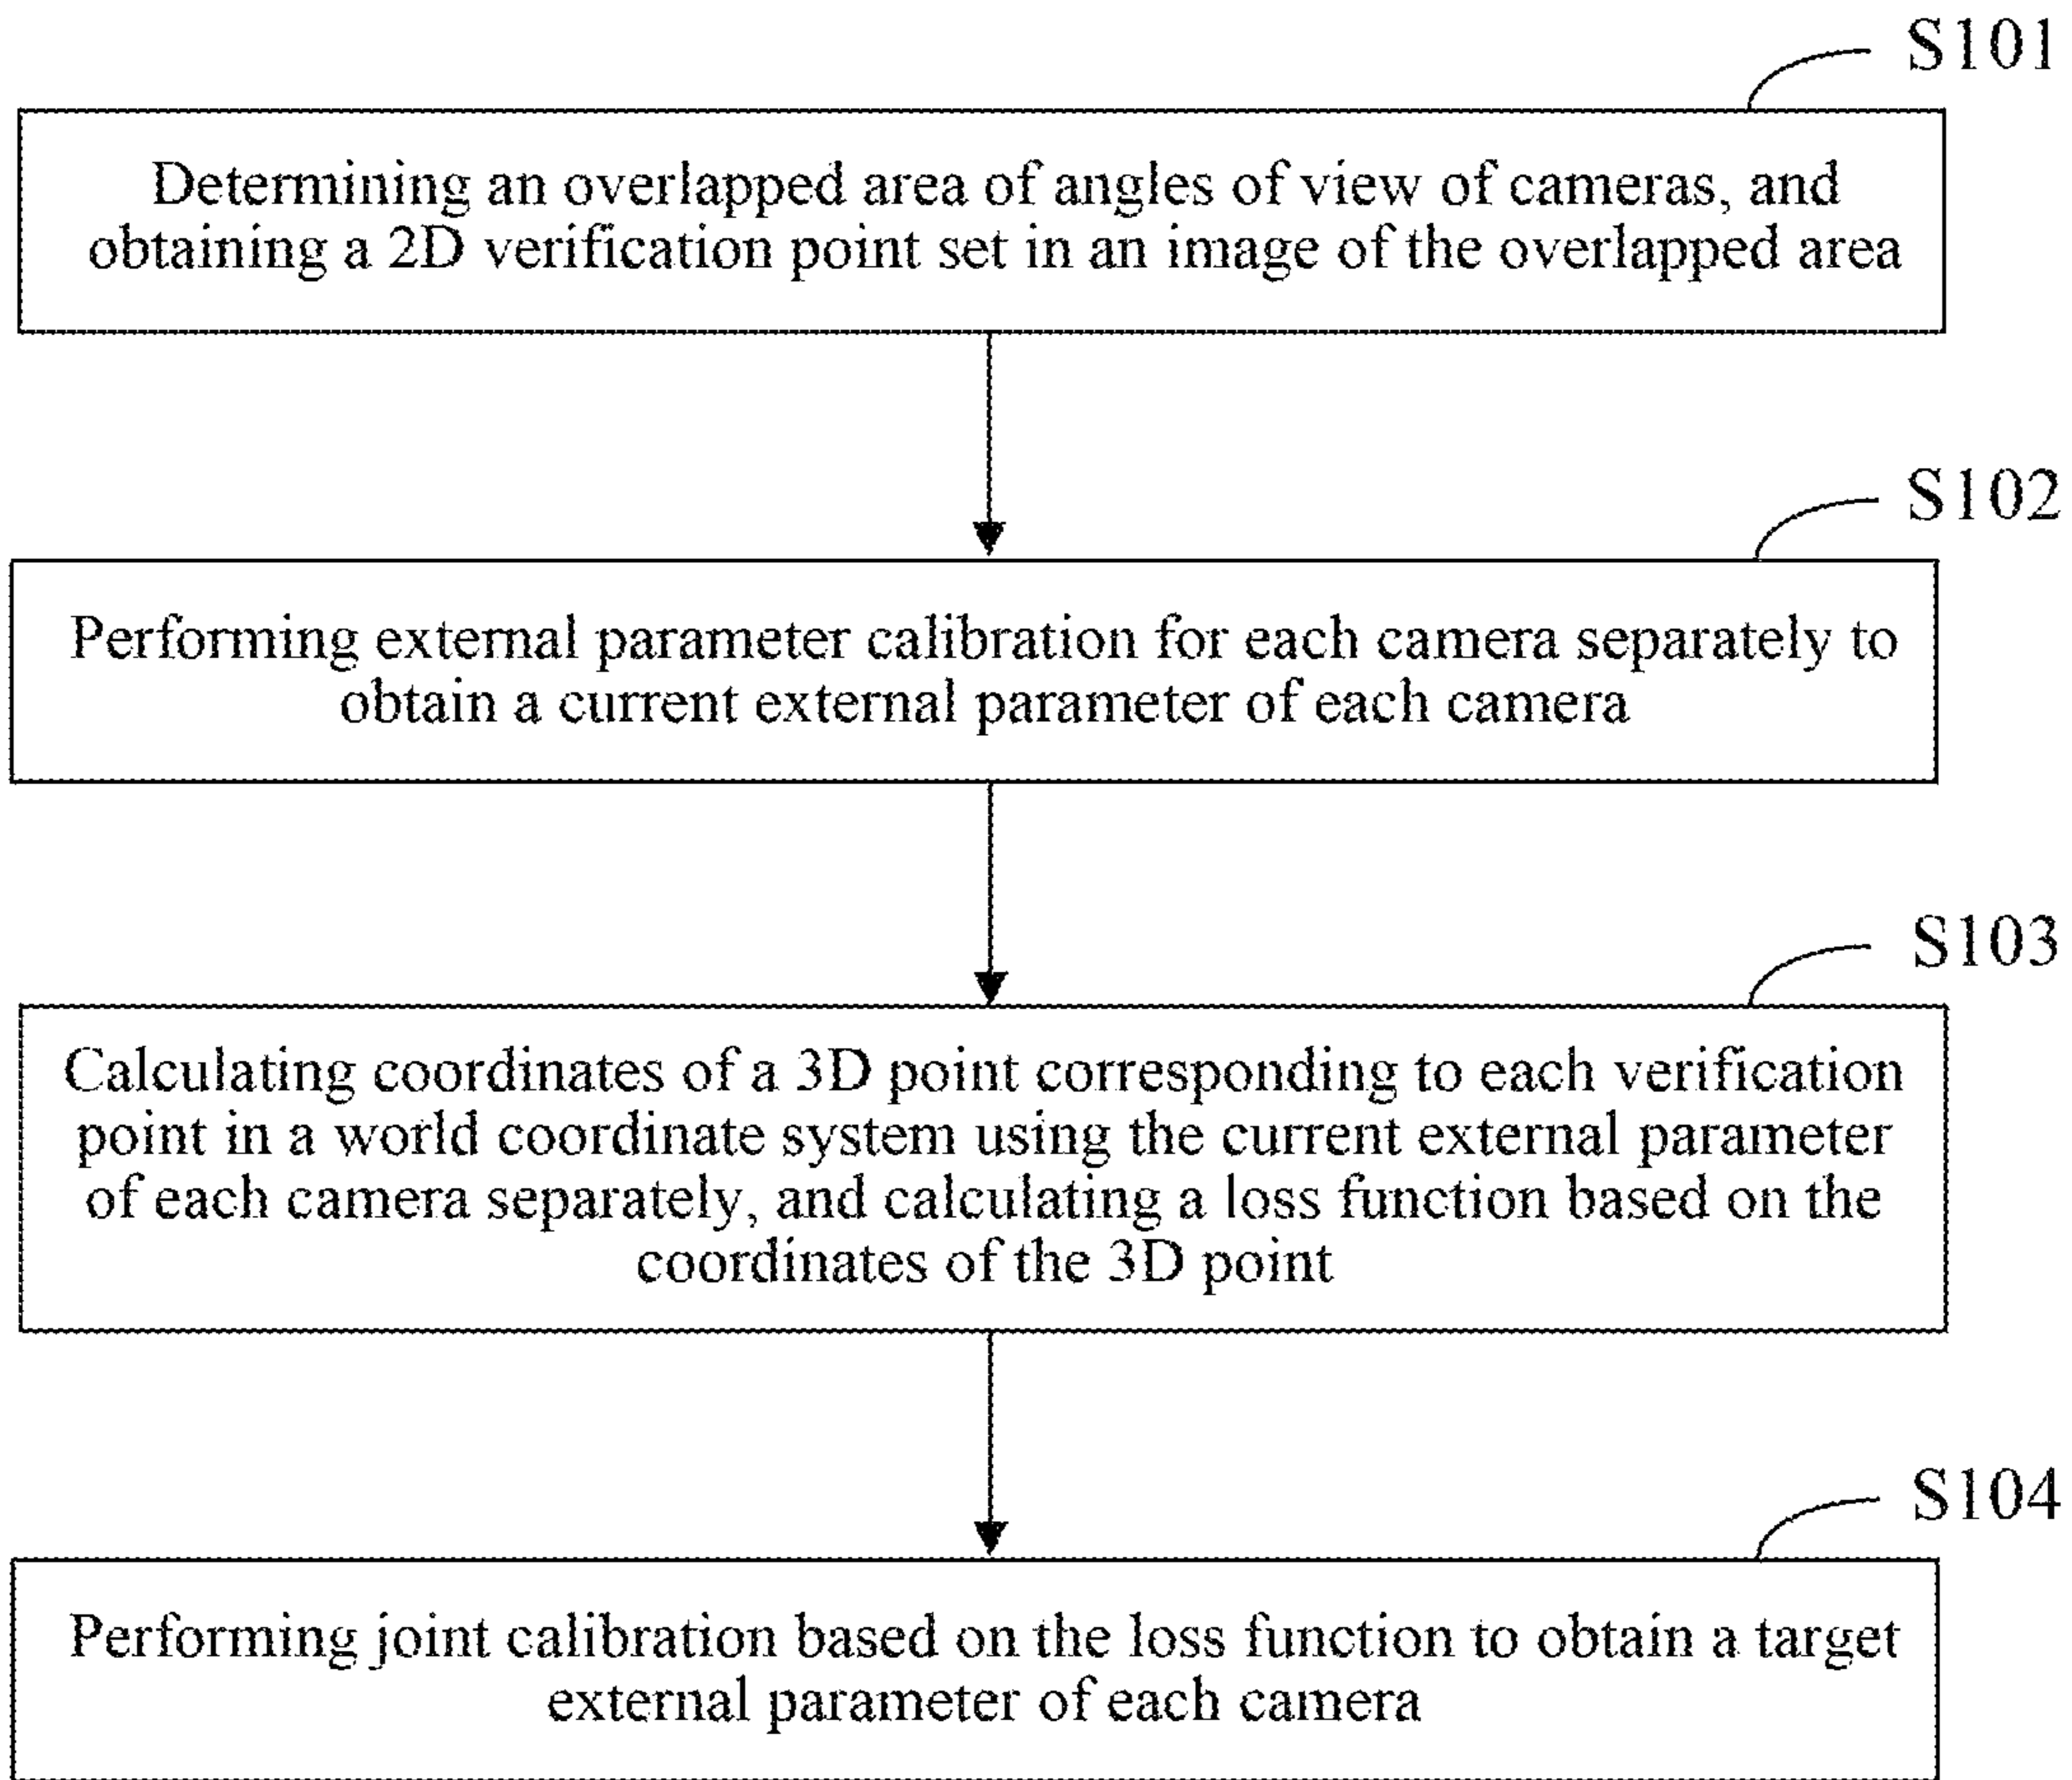 S101
Determining an overlapped area of angles of view of cameras, and
obtaining a 2D verification point set in an image of the overlapped area
S102
Performing external parameter calibration for each camera separately to
obtain a current external parameter of each camera
S103
Calculating coordinates of a 3D point corresponding to each verification
point in a world coordinate system using the current external parameter
of each camera separately, and calculating a loss function based on the
coordinates of the 3D point
S104
Performing joint calibration based on the loss function to obtain a target
external parameter of each camera